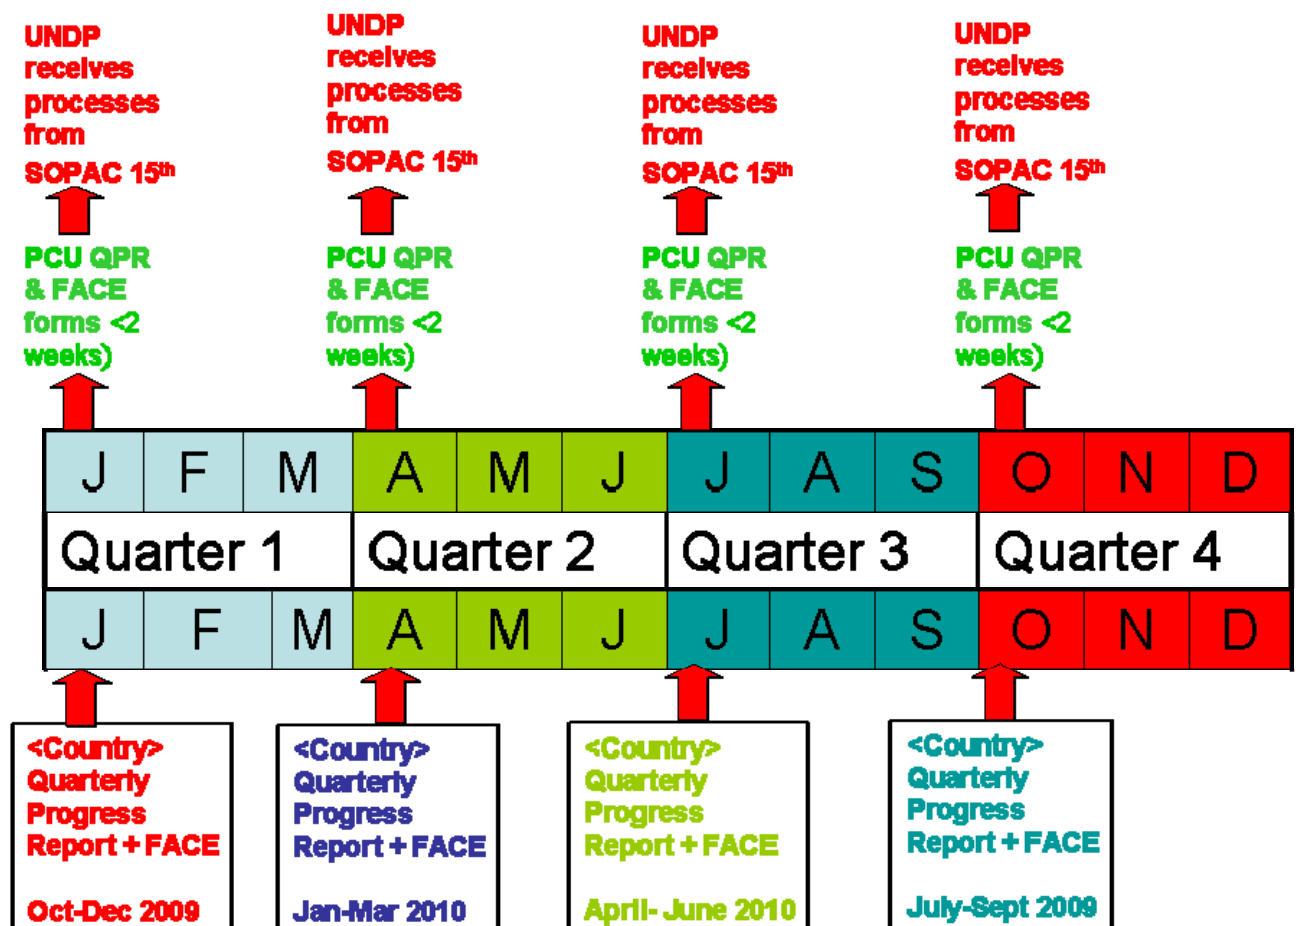 UNDP
receives
processes
from
SOPAC 15th
UNDP
receives
processes
from
SOPAC 15th
UNDP
receives
processes
from
SOPAC 15th
UNDP
receives
processes
from
SOPAC 15th
PCU QPR
& FACE
forms <2
weeks)
PCU QPR
& FACE
forms <2
weeks)
PCU QPR
& FACE
forms <2
weeks)
PCU QPR
& FACE
forms <2
weeks)
J F M A M J J A S O N D
Quarter 1 Quarter 2 Quarter 3 Quarter 4
J F M A M J J A S O N D
<Country>
Quarterly
Progress
Report + FACE
Oct-Dec 2009
<Country>
Quarterly
Progress
Report + FACE
Jan-Mar 2010
<Country>
Quarterly
Progress
Report + FACE
April- June 2010
<Country>
Quarterly
Progress
Report + FACE
July-Sept 2009